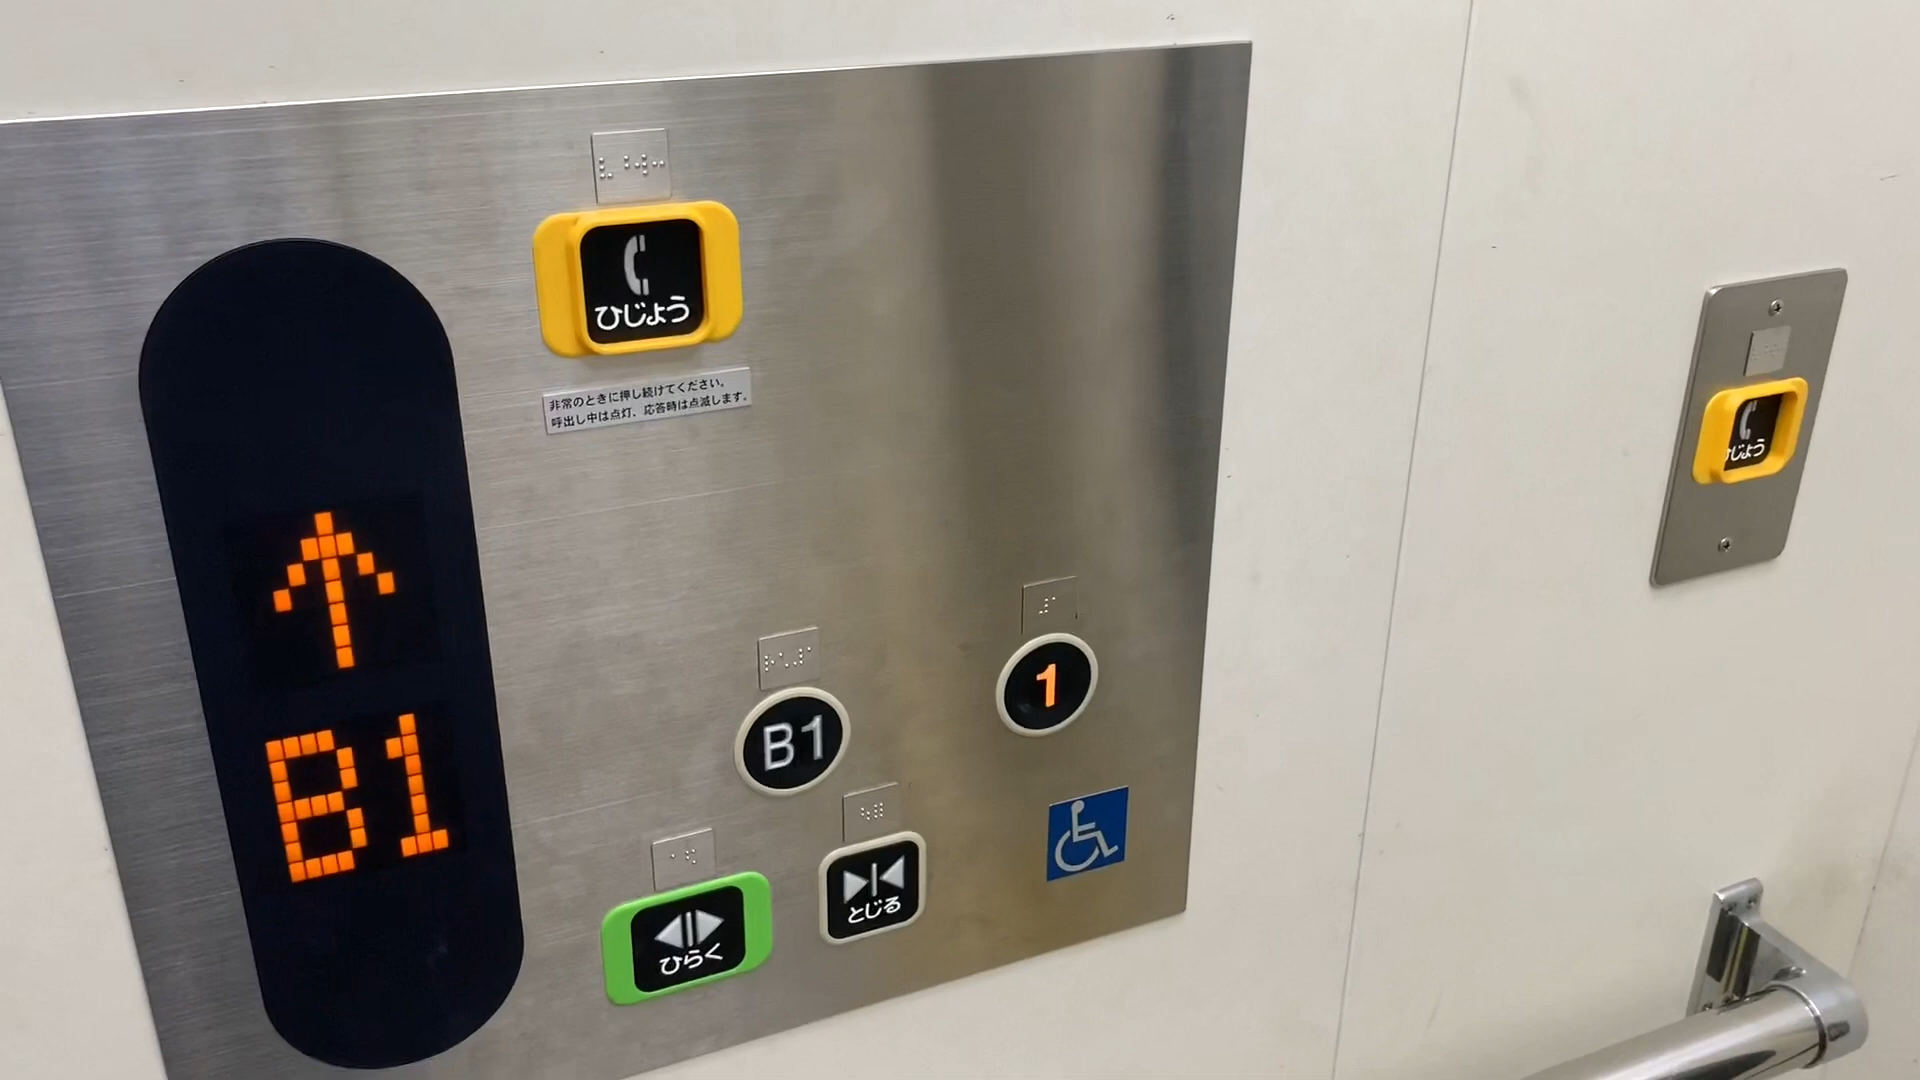 ひじょう
非常のときに押し続けてください。
呼出し中は点灯、応答時は点滅します。
ひじょう
B1
B1
1
ひらく
とじる